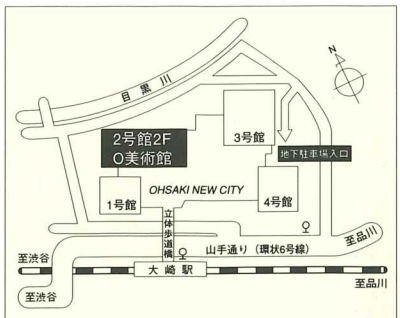 目黒川
N
2号館2F
O美術館
3号館
地下駐車場入口
OHSAKI NEW CITY
1号館
4号館
立体歩道橋
山手通り（環状6号線）
至品川
至渋谷
大崎駅
至渋谷
至品川